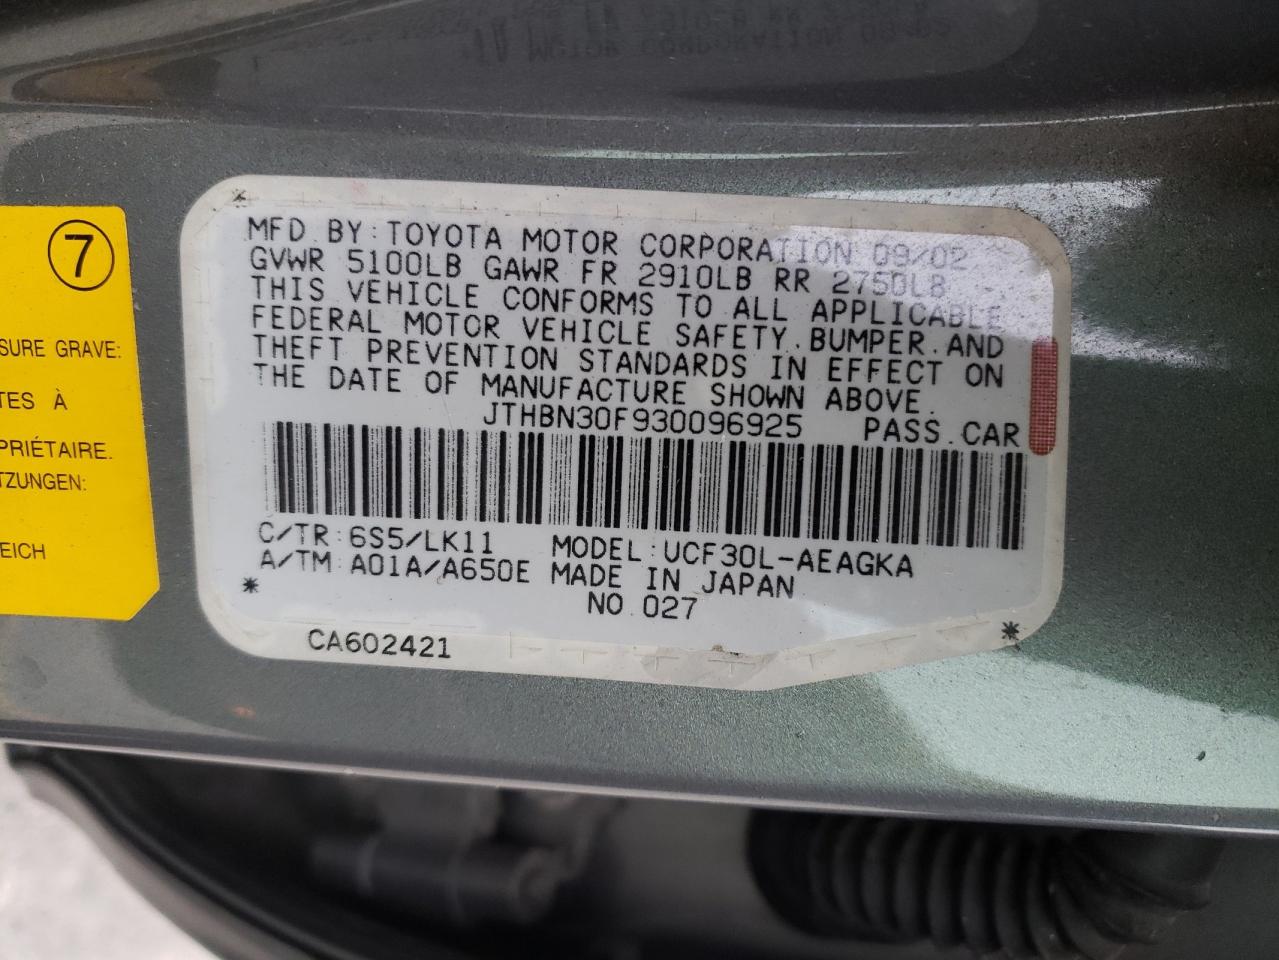 7
SURE GRAVE:
TES À
PRIÉTAIRE.
TZUNGEN:
EICH
MFD BY: TOYOTA MOTOR CORPORATION 09/02
GVWR 5100LB GAWR FR 2910LB RR 2750LB
THIS VEHICLE CONFORMS TO ALL APPLICABLE
FEDERAL MOTOR VEHICLE SAFETY, BUMPER, AND
THEFT PREVENTION STANDARDS IN EFFECT ON
THE DATE OF MANUFACTURE SHOWN ABOVE.
JTHBN30F930096925 PASS. CAR
C/TR: 6S5/LK11 MODEL: UCF30L-AEAGKA
A/TM: A01A/A650E MADE IN JAPAN
* NO. 027 *
CA602421